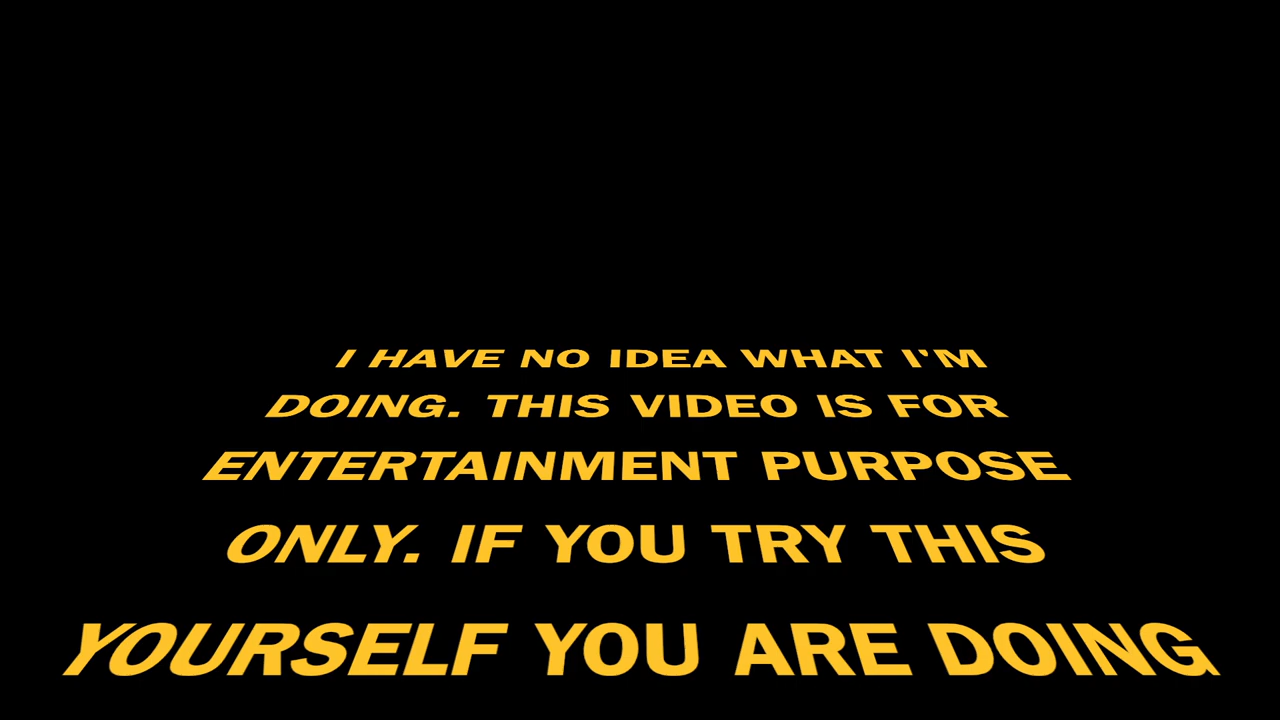 I HAVE NO IDEA WHAT I'M
DOING. THIS VIDEO IS FOR
ENTERTAINMENT PURPOSE
ONLY. IF YOU TRY THIS
YOURSELF YOU ARE DOING